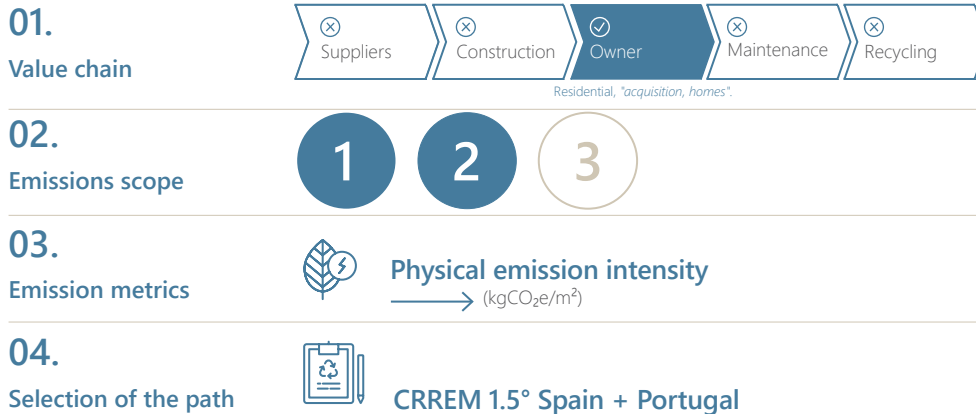 01.
Value chain
Suppliers
Construction
Owner
Maintenance
Recycling
Residential, "acquisition, homes".
02.
Emissions scope
1
2
3
03.
Emission metrics
Physical emission intensity
(kgCO₂e/m²)
04.
Selection of the path
CRREM 1.5° Spain + Portugal